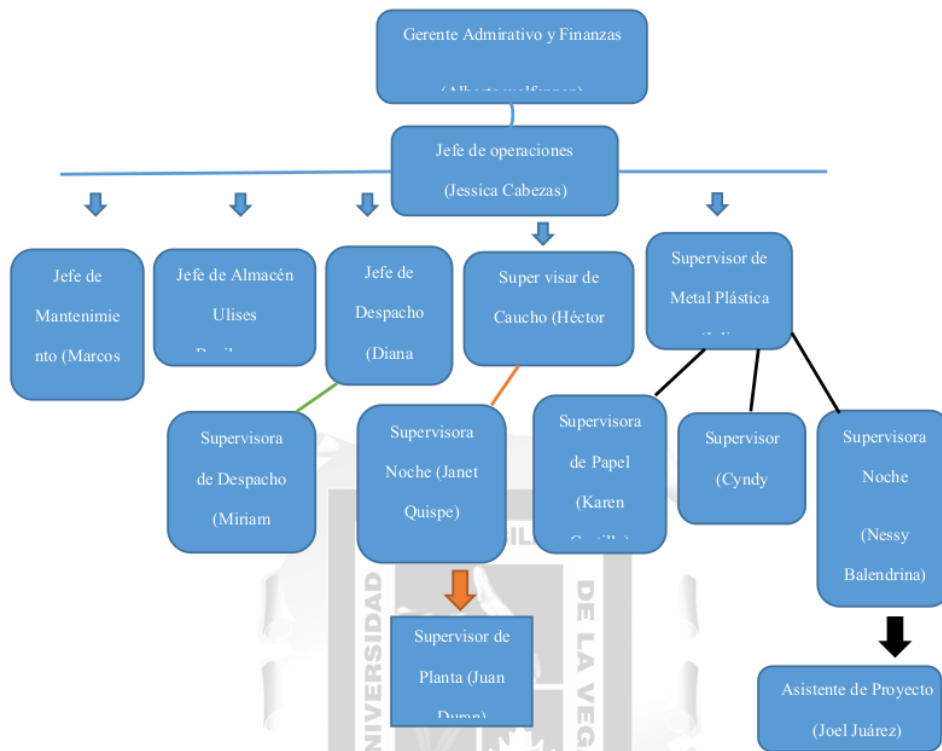 Gerente Admirativo y Finanzas
Jefe de operaciones
(Jessica Cabezas)
Jefe de
Mantenimie
nto (Marcos
Jefe de Almacén
Ulises
Jefe de
Despacho
(Diana
Super visar de
Caucho (Héctor
Supervisor de
Metal Plástica
Supervisora
de Despacho
(Miriam
Supervisora
Noche (Janet
Quispe)
Supervisora
de Papel
(Karen
Supervisor
(Cyndy
Supervisora
Noche
(Nessy
Balendrina)
Supervisor de
Planta (Juan
Asistente de Proyecto
(Joel Juárez)
NIVERSIDAD
DE LA VEG